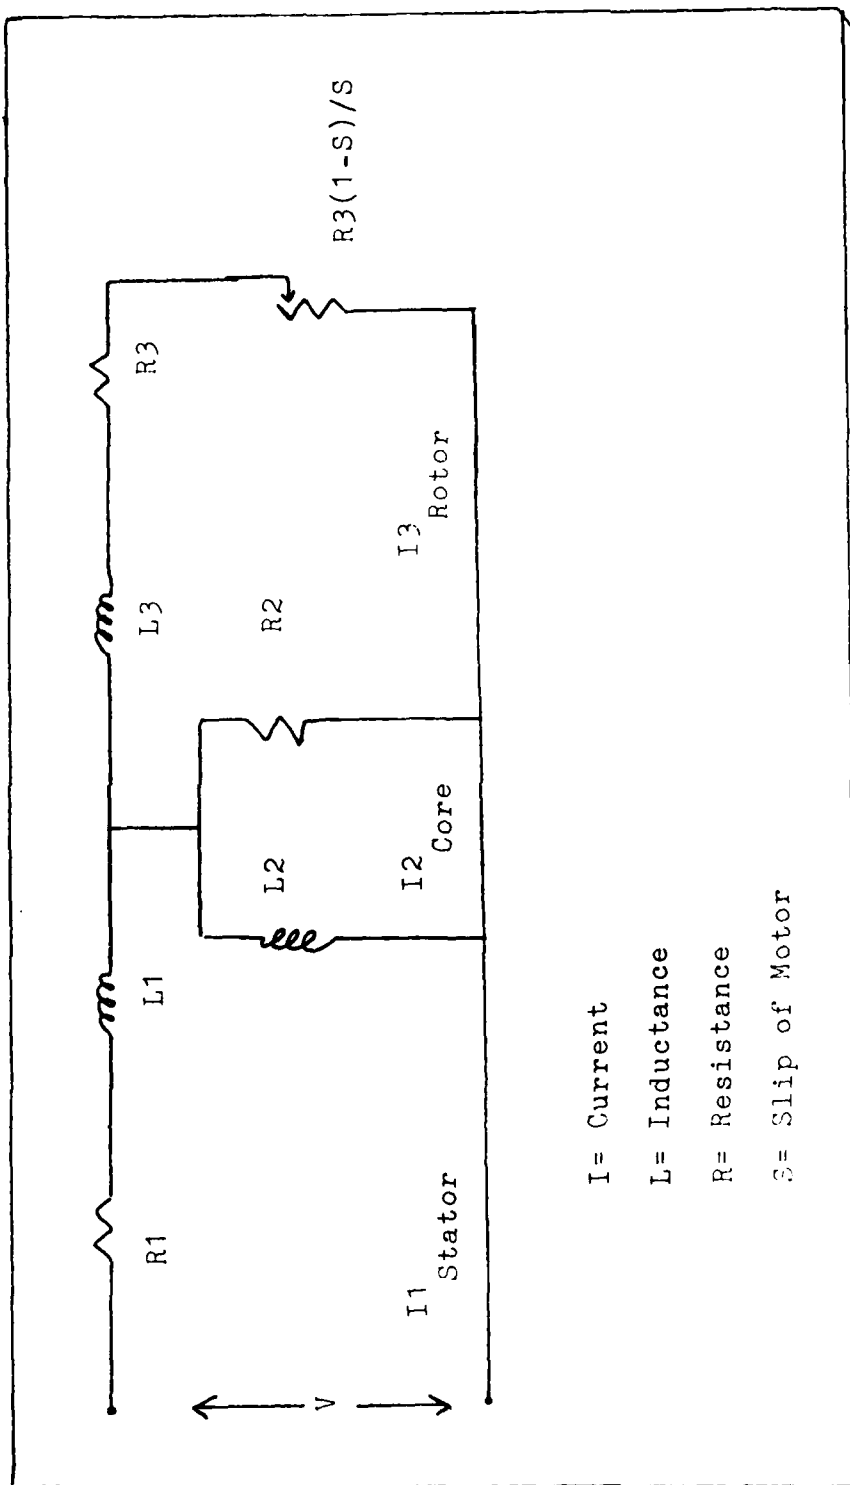 R1
L1
L3
R3
R3(1-S)/S
L2
R2
V
I1
Stator
I2
Core
I3
Rotor
I= Current
L= Inductance
R= Resistance
S= Slip of Motor